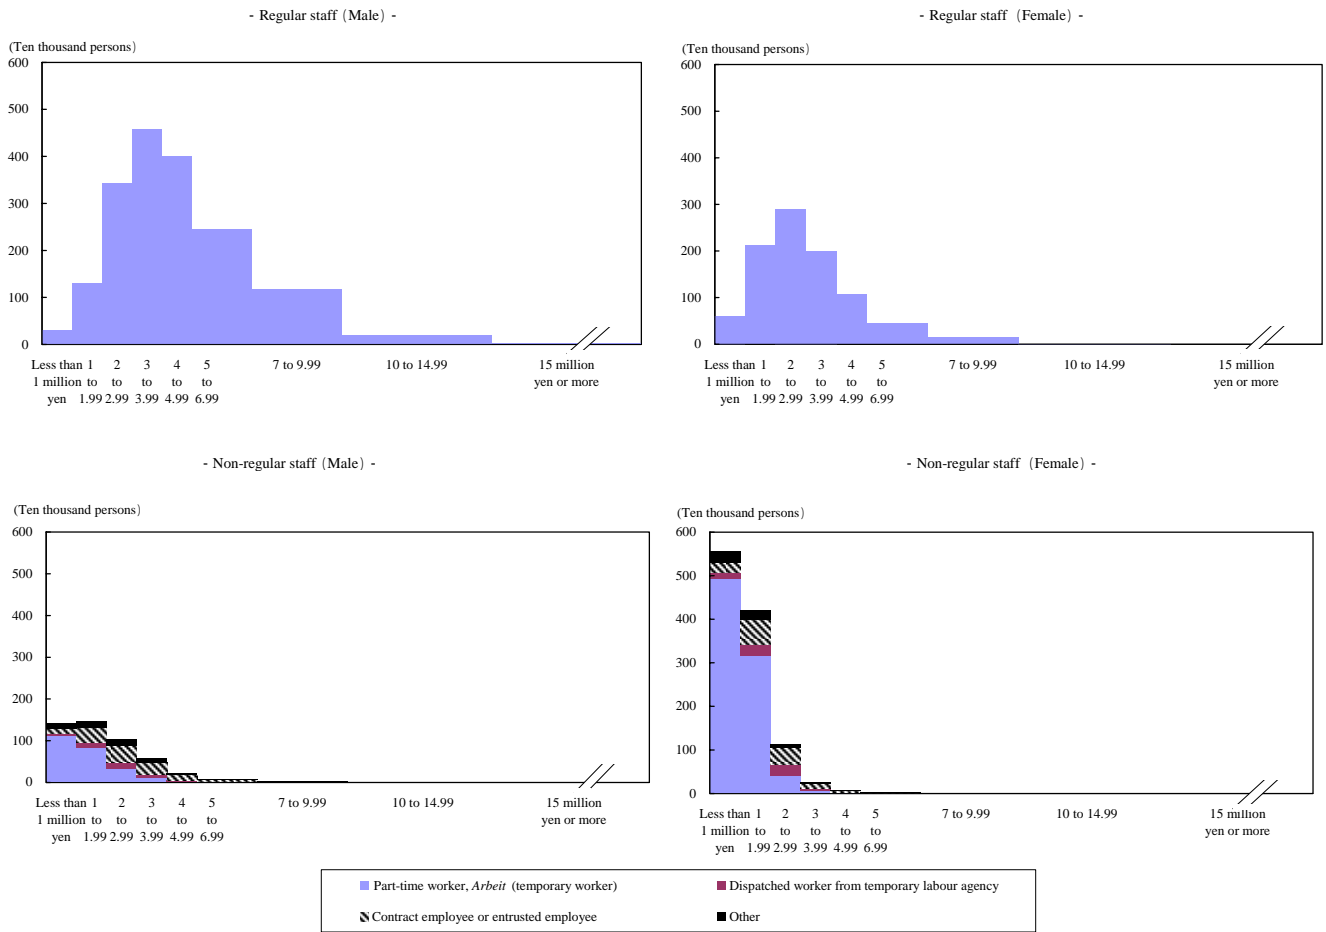 - Regular staff (Male) -
- Regular staff (Female) -
(Ten thousand persons)
600
500
400
300
200
100
0
Less than 1 2 3 4 5 7 to 9.99 10 to 14.99 15 million
1 million to to to to to yen or more
yen 1.99 2.99 3.99 4.99 6.99
(Ten thousand persons)
600
500
400
300
200
100
0
Less than 1 2 3 4 5 7 to 9.99 10 to 14.99 15 million
1 million to to to to to yen or more
yen 1.99 2.99 3.99 4.99 6.99
- Non-regular staff (Male) -
- Non-regular staff (Female) -
(Ten thousand persons)
600
500
400
300
200
100
0
Less than 1 2 3 4 5 7 to 9.99 10 to 14.99 15 million
1 million to to to to to yen or more
yen 1.99 2.99 3.99 4.99 6.99
(Ten thousand persons)
600
500
400
300
200
100
0
Less than 1 2 3 4 5 7 to 9.99 10 to 14.99 15 million
1 million to to to to to yen or more
yen 1.99 2.99 3.99 4.99 6.99
Part-time worker, Arbeit (temporary worker)
Dispatched worker from temporary labour agency
Contract employee or entrusted employee
Other